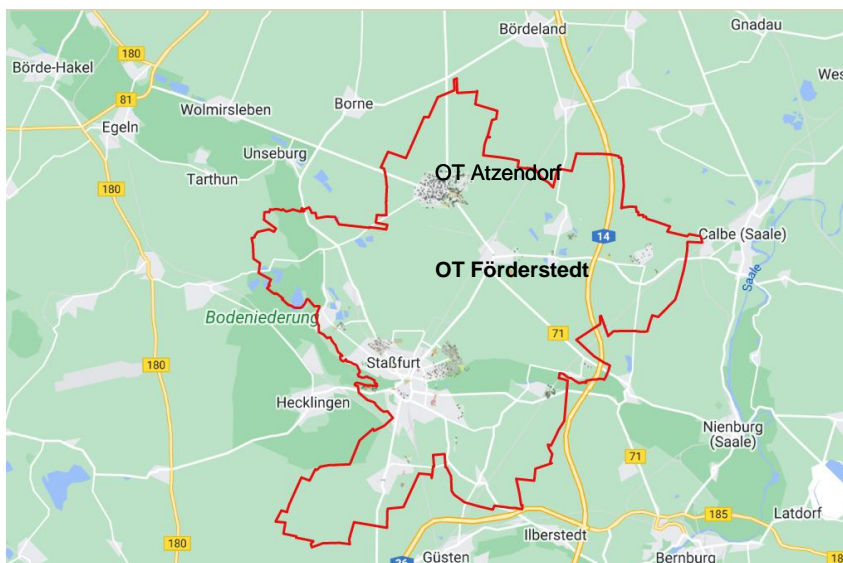 Bördeland
Gnadau
180
Börde-Hakel
Wes
81
Wolmirsleben
Borne
Egeln
Unseburg
Tarthun
OT Atzendorf
180
Calbe (Saale)
14
OT Förderstedt
Saale
Bodeniederung
71
Staßfurt
180
Hecklingen
Nienburg
(Saale)
71
185
Latdorf
Ilberstedt
180
36
Güsten
Bernburg